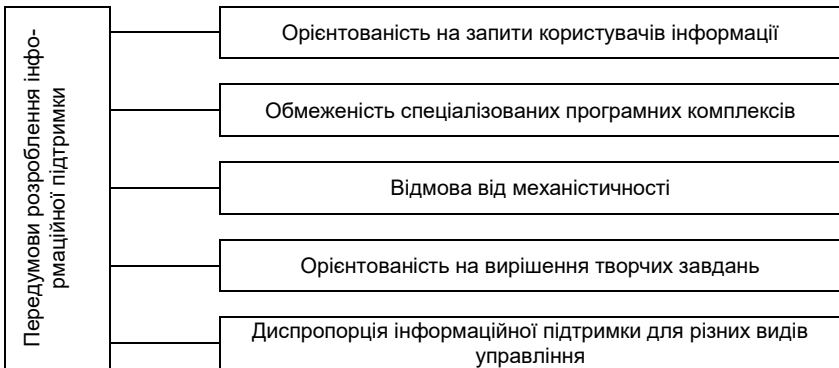 Передумови розроблення інфо-
рмаційної підтримки
Орієнтованість на запити користувачів інформації
Обмеженість спеціалізованих програмних комплексів
Відмова від механістичності
Орієнтованість на вирішення творчих завдань
Диспропорція інформаційної підтримки для різних видів
управління